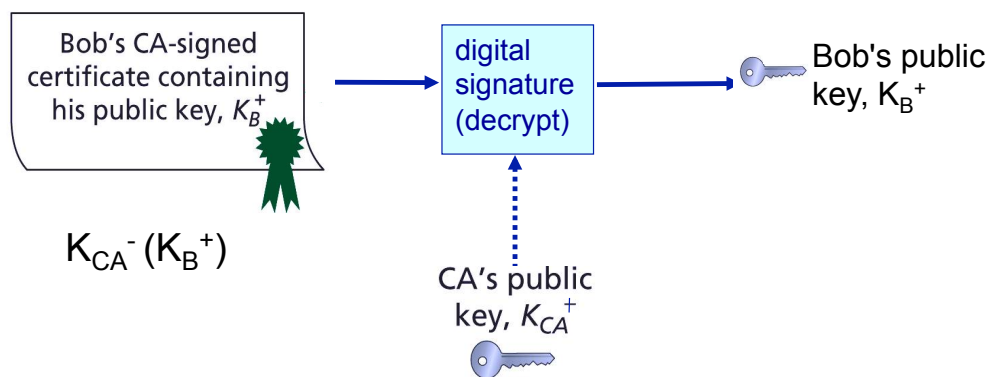 Bob's CA-signed
certificate containing
his public key, K_B^+
K_CA^- (K_B^+)
digital
signature
(decrypt)
Bob's public
key, K_B^+
CA's public
key, K_CA^+